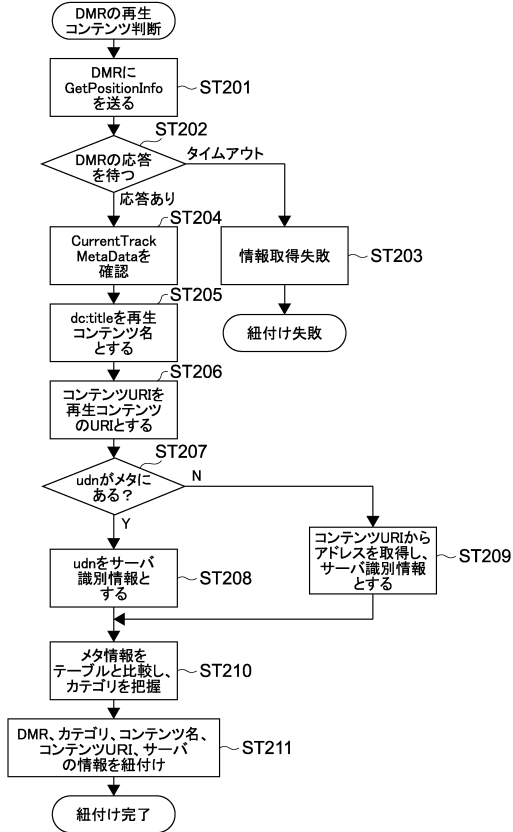 DMRの再生
コンテンツ判断
DMRに
GetPositionInfo
を送る
ST201
ST202
DMRの応答
を待つ
タイムアウト
応答あり
ST204
CurrentTrack
MetaDataを
確認
情報取得失敗
ST203
ST205
dc:titleを再生
コンテンツ名
とする
紐付け失敗
ST206
コンテンツURIを
再生コンテンツ
のURIとする
ST207
udnがメタに
ある?
N
Y
udnをサーバ
識別情報と
する
ST208
コンテンツURIから
アドレスを取得し、
サーバ識別情報
とする
ST209
メタ情報を
テーブルと比較し、
カテゴリを把握
ST210
DMR、カテゴリ、コンテンツ名、
コンテンツURI、サーバ
の情報を紐付け
ST211
紐付け完了